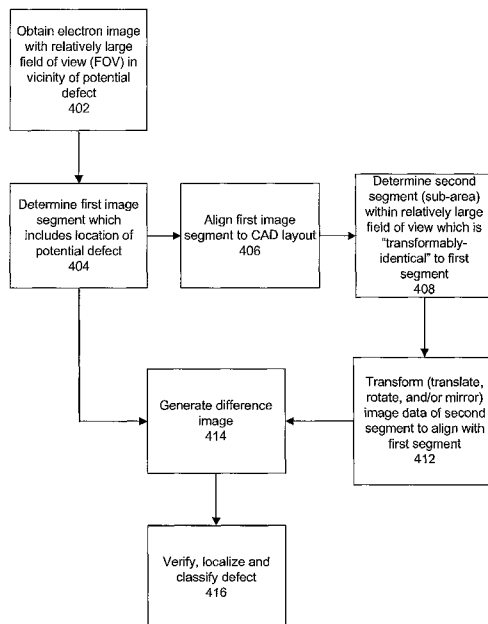 Obtain electron image
with relatively large
field of view (FOV) in
vicinity of potential
defect
402
Determine first image
segment which
includes location of
potential defect
404
Align first image
segment to CAD layout
406
Determine second
segment (sub-area)
within relatively large
field of view which is
"transformably-
identical" to first
segment
408
Generate difference
image
414
Transform (translate,
rotate, and/or mirror)
image data of second
segment to align with
first segment
412
Verify, localize and
classify defect
416